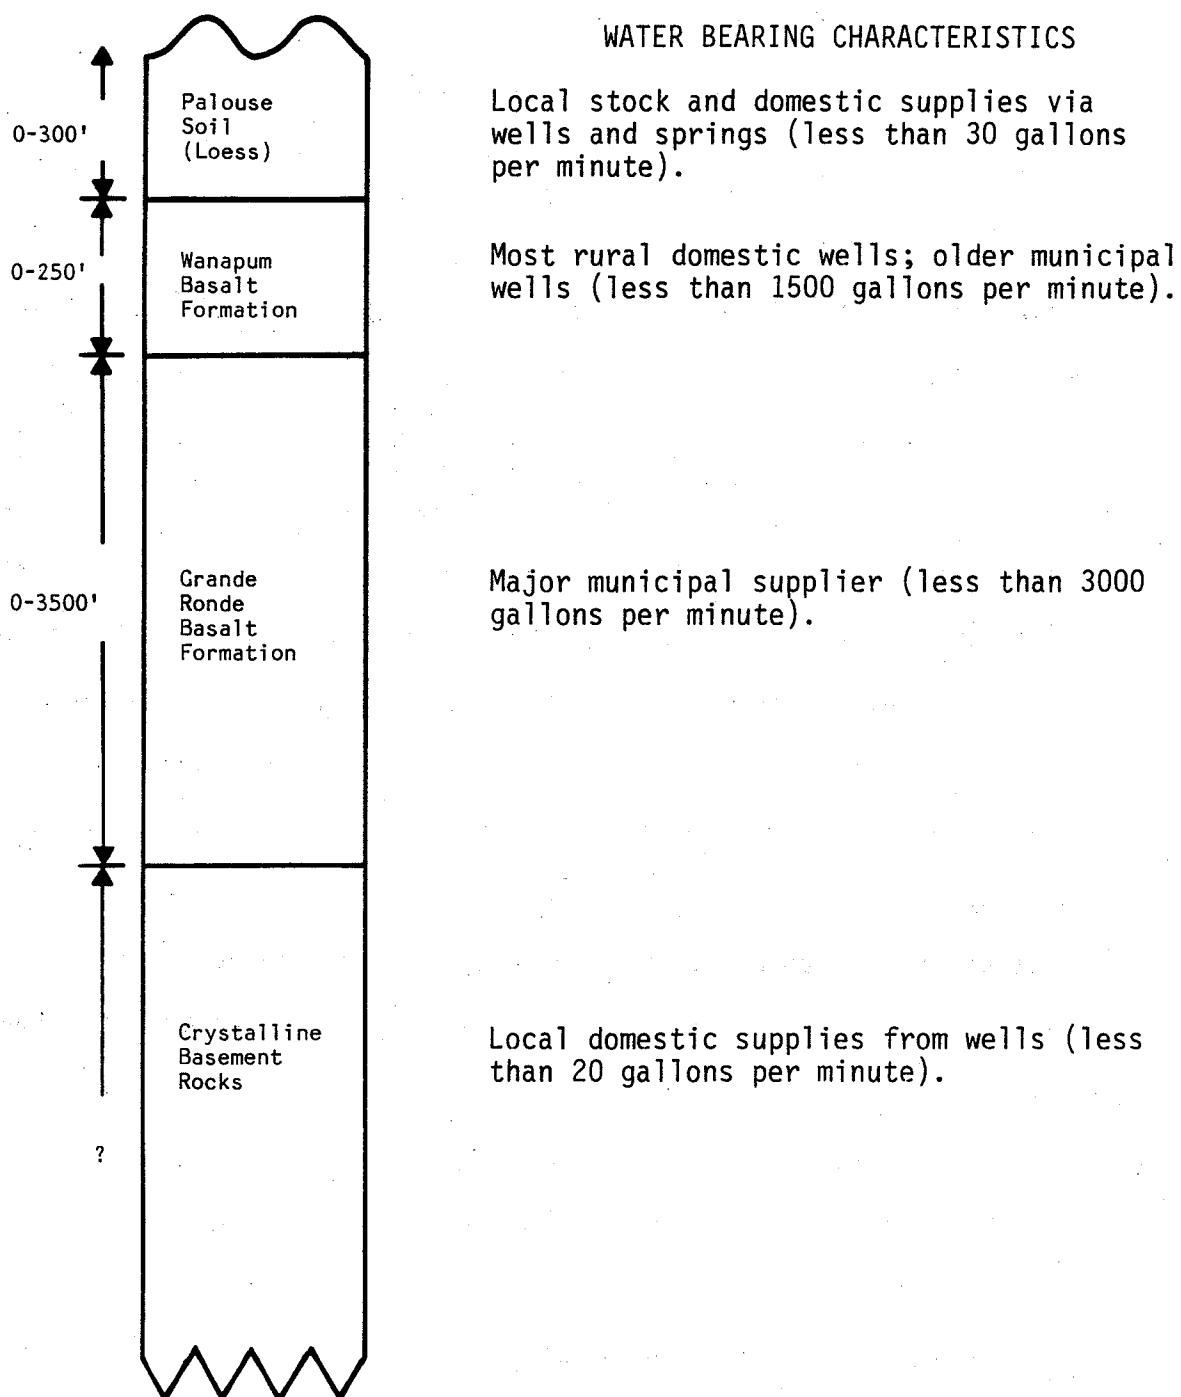 WATER BEARING CHARACTERISTICS
0-300'
Palouse
Soil
(Loess)
Local stock and domestic supplies via
wells and springs (less than 30 gallons
per minute).
0-250'
Wanapum
Basalt
Formation
Most rural domestic wells; older municipal
wells (less than 1500 gallons per minute).
0-3500'
Grande
Ronde
Basalt
Formation
Major municipal supplier (less than 3000
gallons per minute).
?
Crystalline
Basement
Rocks
Local domestic supplies from wells (less
than 20 gallons per minute).